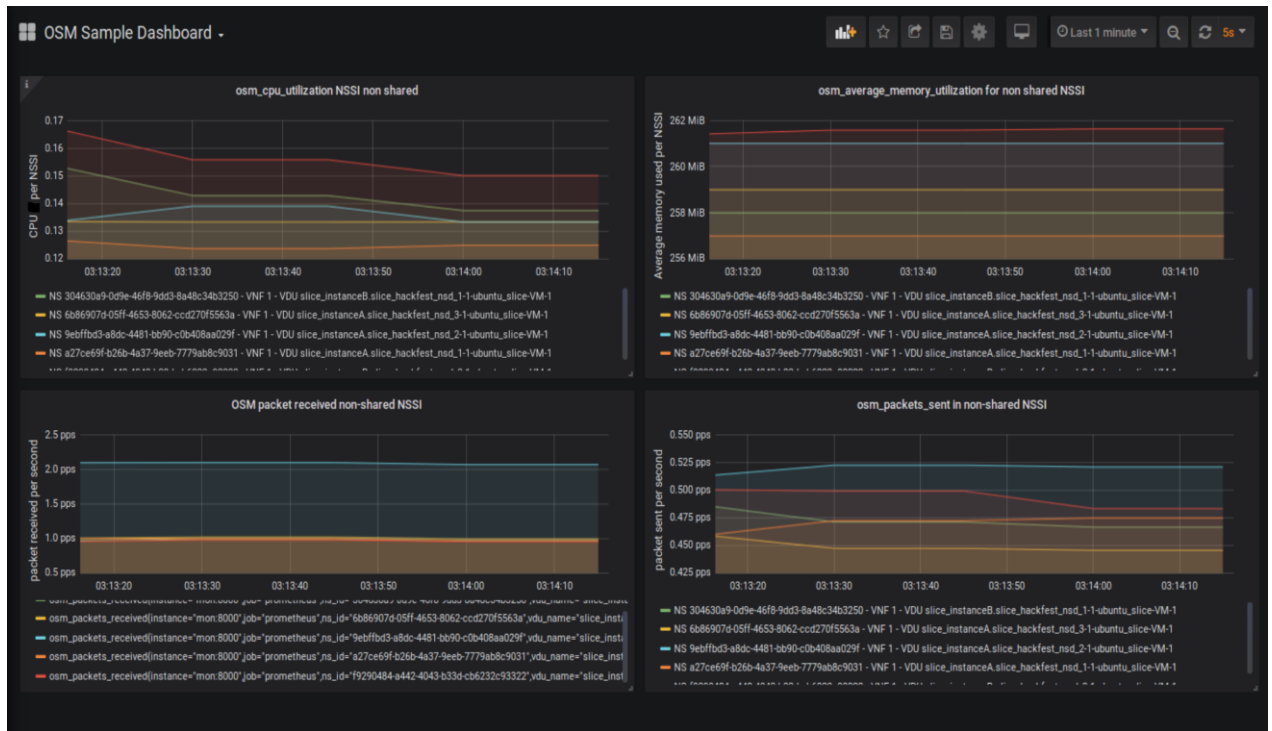 OSM Sample Dashboard
Last 1 minute
5s
osm_cpu_utilization NSSI non shared
CPU per NSSI
0.17
0.16
0.15
0.14
0.13
0.12
03:13:20 03:13:30 03:13:40 03:13:50 03:14:00 03:14:10
NS 304630a9-0d9e-46f8-9dd3-8a48c34b3250 - VNF 1 - VDU slice_instanceB.slice_hackfest_nsd_1-1-ubuntu_slice-VM-1
NS 6b86907d-05ff-4653-8062-ccd270f5563a - VNF 1 - VDU slice_instanceA.slice_hackfest_nsd_3-1-ubuntu_slice-VM-1
NS 9ebffbd3-a8dc-4481-bb90-c0b408aa029f - VNF 1 - VDU slice_instanceA.slice_hackfest_nsd_2-1-ubuntu_slice-VM-1
NS a27ce69f-b26b-4a37-9eeb-7779ab8c9031 - VNF 1 - VDU slice_instanceA.slice_hackfest_nsd_1-1-ubuntu_slice-VM-1
osm_average_memory_utilization for non shared NSSI
Average memory used per NSSI
262 MiB
260 MiB
258 MiB
256 MiB
03:13:20 03:13:30 03:13:40 03:13:50 03:14:00 03:14:10
NS 304630a9-0d9e-46f8-9dd3-8a48c34b3250 - VNF 1 - VDU slice_instanceB.slice_hackfest_nsd_1-1-ubuntu_slice-VM-1
NS 6b86907d-05ff-4653-8062-ccd270f5563a - VNF 1 - VDU slice_instanceA.slice_hackfest_nsd_3-1-ubuntu_slice-VM-1
NS 9ebffbd3-a8dc-4481-bb90-c0b408aa029f - VNF 1 - VDU slice_instanceA.slice_hackfest_nsd_2-1-ubuntu_slice-VM-1
NS a27ce69f-b26b-4a37-9eeb-7779ab8c9031 - VNF 1 - VDU slice_instanceA.slice_hackfest_nsd_1-1-ubuntu_slice-VM-1
OSM packet received non-shared NSSI
packet received per second
2.5 pps
2.0 pps
1.5 pps
1.0 pps
0.5 pps
03:13:20 03:13:30 03:13:40 03:13:50 03:14:00 03:14:10
osm_packets_received{instance="mon:8000",job="prometheus",ns_id="6b86907d-05ff-4653-8062-ccd270f5563a",vdu_name="slice_insta
osm_packets_received{instance="mon:8000",job="prometheus",ns_id="9ebffbd3-a8dc-4481-bb90-c0b408aa029f",vdu_name="slice_insta
osm_packets_received{instance="mon:8000",job="prometheus",ns_id="a27ce69f-b26b-4a37-9eeb-7779ab8c9031",vdu_name="slice_inst
osm_packets_received{instance="mon:8000",job="prometheus",ns_id="f9290484-a442-4043-b33d-cb6232c93322",vdu_name="slice_inst
osm_packets_sent in non-shared NSSI
packet sent per second
0.550 pps
0.525 pps
0.500 pps
0.475 pps
0.450 pps
0.425 pps
03:13:20 03:13:30 03:13:40 03:13:50 03:14:00 03:14:10
NS 304630a9-0d9e-46f8-9dd3-8a48c34b3250 - VNF 1 - VDU slice_instanceB.slice_hackfest_nsd_1-1-ubuntu_slice-VM-1
NS 6b86907d-05ff-4653-8062-ccd270f5563a - VNF 1 - VDU slice_instanceA.slice_hackfest_nsd_3-1-ubuntu_slice-VM-1
NS 9ebffbd3-a8dc-4481-bb90-c0b408aa029f - VNF 1 - VDU slice_instanceA.slice_hackfest_nsd_2-1-ubuntu_slice-VM-1
NS a27ce69f-b26b-4a37-9eeb-7779ab8c9031 - VNF 1 - VDU slice_instanceA.slice_hackfest_nsd_1-1-ubuntu_slice-VM-1